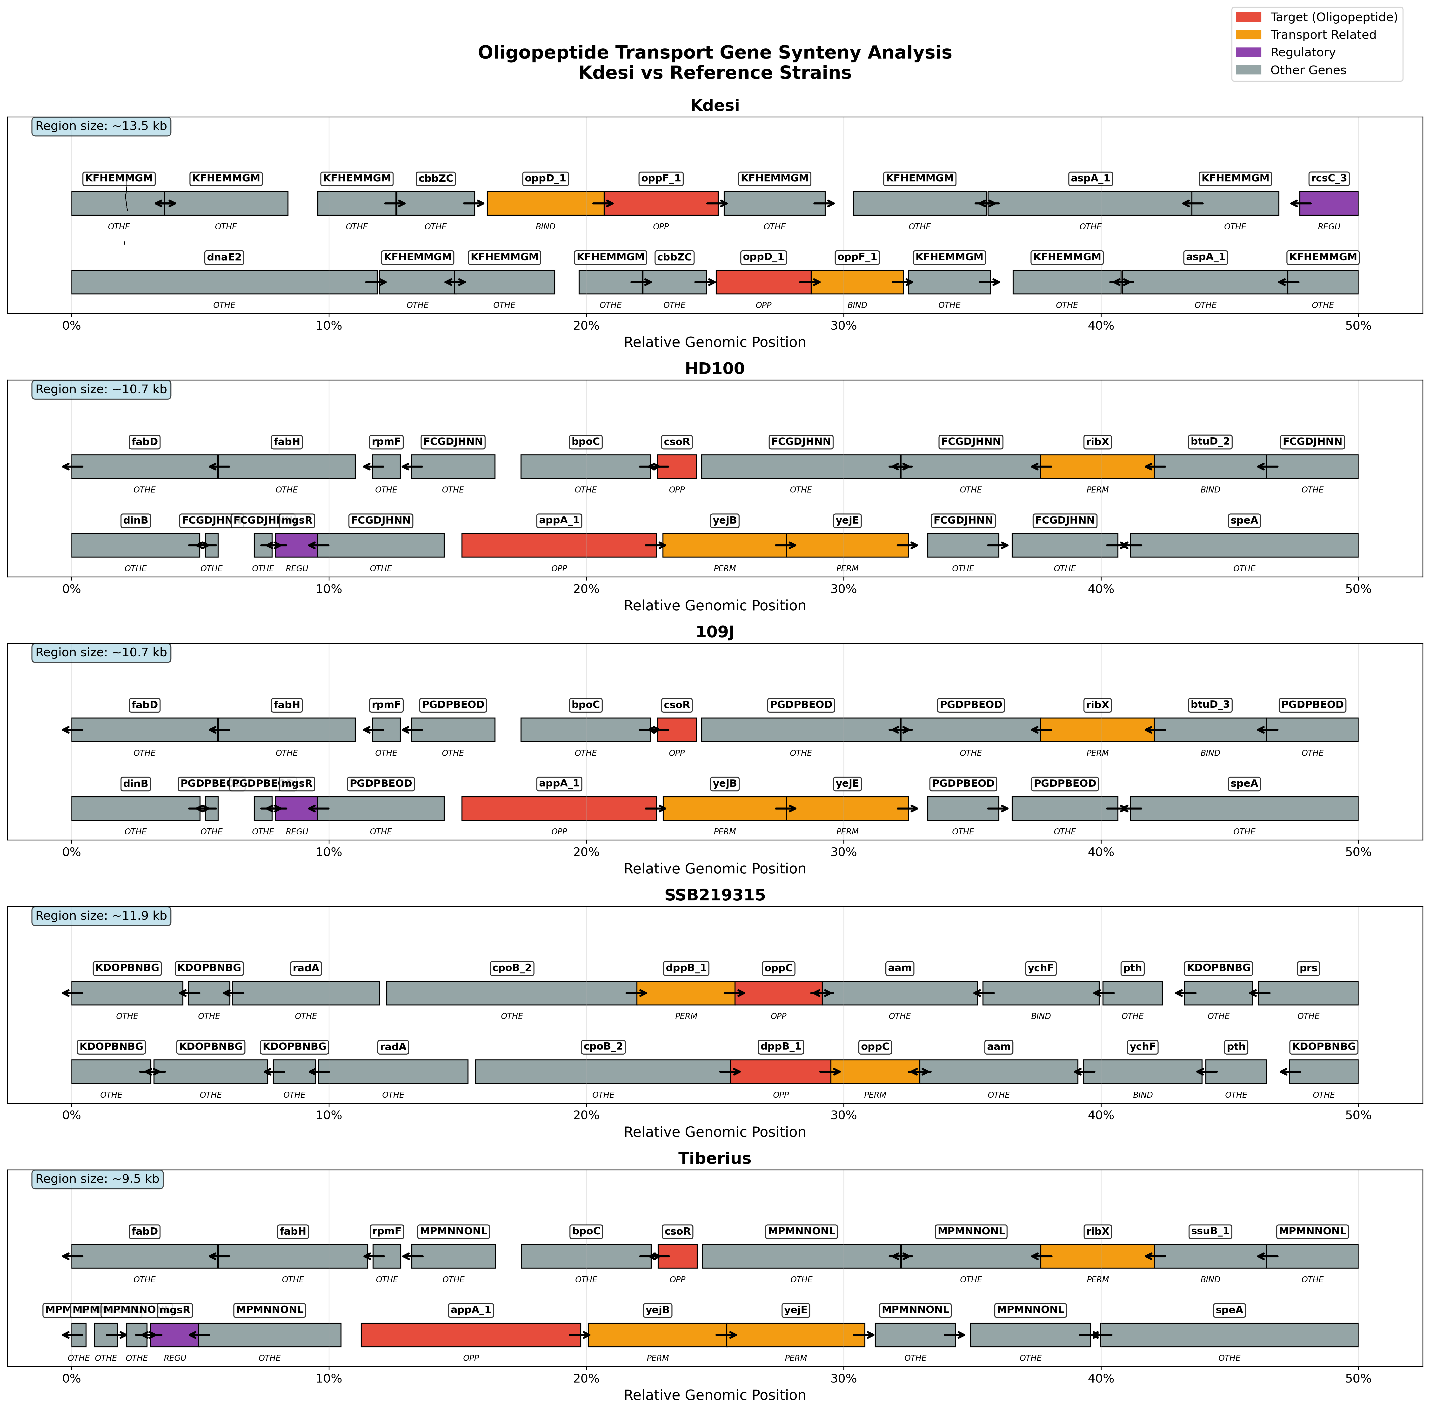 Target (Oligopeptide)
Transport Related
Regulatory
Other Genes
Oligopeptide Transport Gene Synteny Analysis
Kdesi vs Reference Strains
Kdesi
Region size: ~13.5 kb
KFHEMMGM KFHEMMGM KFHEMMGM cbbZC oppD_1 oppF_1 KFHEMMGM KFHEMMGM aspA_1 KFHEMMGM rcsC_3
OTHE OTHE OTHE OTHE BIND OPP OTHE OTHE OTHE OTHE REGU
dnaE2 KFHEMMGM KFHEMMGM KFHEMMGM cbbZC oppD_1 oppF_1 KFHEMMGM KFHEMMGM aspA_1 KFHEMMGM
OTHE OTHE OTHE OTHE OTHE OPP BIND OTHE OTHE OTHE OTHE
0% 10% 20% 30% 40% 50%
Relative Genomic Position
HD100
Region size: ~10.7 kb
fabD fabH rpmF FCGDJHNN bpoC csoR FCGDJHNN FCGDJHNN ribX btuD_2 FCGDJHNN
OTHE OTHE OTHE OTHE OTHE OPP OTHE OTHE PERM BIND OTHE
dinB mgsR FCGDJHNN appA_1 yejB yejE FCGDJHNN FCGDJHNN speA
OTHE OTHE OTHE REGU OTHE OPP PERM PERM OTHE OTHE OTHE
0% 10% 20% 30% 40% 50%
Relative Genomic Position
109J
Region size: ~10.7 kb
fabD fabH rpmF PGDPBEOD bpoC csoR PGDPBEOD PGDPBEOD ribX btuD_3 PGDPBEOD
OTHE OTHE OTHE OTHE OTHE OPP OTHE OTHE PERM BIND OTHE
dinB mgsR PGDPBEOD appA_1 yejB yejE PGDPBEOD PGDPBEOD speA
OTHE OTHE OTHE REGU OTHE OPP PERM PERM OTHE OTHE OTHE
0% 10% 20% 30% 40% 50%
Relative Genomic Position
SSB219315
Region size: ~11.9 kb
KDOPBNBG KDOPBNBG radA cpoB_2 dppB_1 oppC aam ychF pth KDOPBNBG prs
OTHE OTHE OTHE OTHE PERM OPP OTHE BIND OTHE OTHE OTHE
KDOPBNBG KDOPBNBG KDOPBNBG radA cpoB_2 dppB_1 oppC aam ychF pth KDOPBNBG
OTHE OTHE OTHE OTHE OTHE OPP PERM OTHE BIND OTHE OTHE
0% 10% 20% 30% 40% 50%
Relative Genomic Position
Tiberius
Region size: ~9.5 kb
fabD fabH rpmF MPMNNONL bpoC csoR MPMNNONL MPMNNONL ribX ssuB_1 MPMNNONL
OTHE OTHE OTHE OTHE OTHE OPP OTHE OTHE PERM BIND OTHE
mgsR MPMNNONL appA_1 yejB yejE MPMNNONL MPMNNONL speA
OTHE OTHE OTHE REGU OTHE OPP PERM PERM OTHE OTHE OTHE
0% 10% 20% 30% 40% 50%
Relative Genomic Position